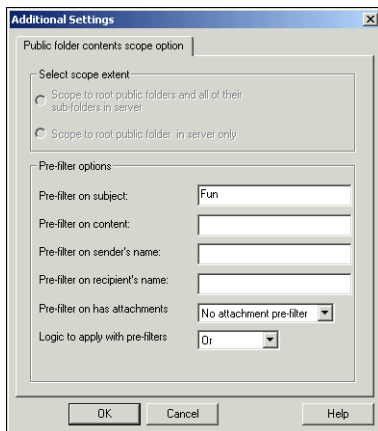 Additional Settings
Public folder contents scope option
Select scope extent
Scope to root public folders and all of their
sub-folders in server
Scope to root public folder in server only
Pre-filter options
Pre-filter on subject: Fun
Pre-filter on content:
Pre-filter on sender's name:
Pre-filter on recipient's name:
Pre-filter on has attachments No attachment pre-filter
Logic to apply with pre-filters Or
OK Cancel Help